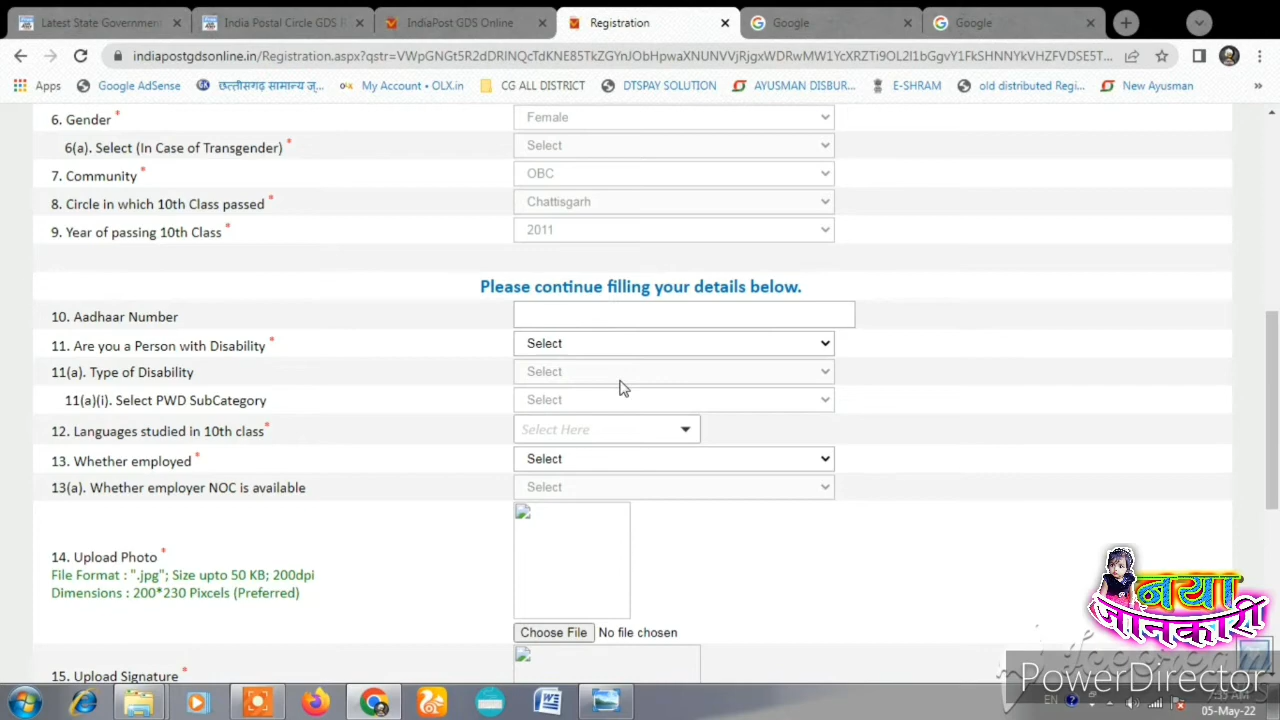 Latest State Government
India Postal Circle GDS R
IndiaPost GDS Online
Registration
Google
Google
indiapostgdsonline.in/Registration.aspx?qstr=VWpGNGt5R2dDRlNQcTdKNE85TkZGYnJObHpwaXNUNVVjRjgxWDRwMW1YcXRZTi9OL2I1bGgvY1FkSHNNYkVHZFVDSE5T...
Apps
Google AdSense
छत्तीसगढ़ सामान्य ज्...
My Account • OLX.in
CG ALL DISTRICT
DTSPAY SOLUTION
AYUSMAN DISBUR...
E-SHRAM
old distributed Regi...
New Ayusman
»
6. Gender * Female
6(a). Select (In Case of Transgender) * Select
7. Community * OBC
8. Circle in which 10th Class passed * Chattisgarh
9. Year of passing 10th Class * 2011
Please continue filling your details below.
10. Aadhaar Number
11. Are you a Person with Disability * Select
11(a). Type of Disability Select
11(a)(i). Select PWD SubCategory Select
12. Languages studied in 10th class* Select Here
13. Whether employed * Select
13(a). Whether employer NOC is available Select
14. Upload Photo *
File Format : ".jpg"; Size upto 50 KB; 200dpi
Dimensions : 200*230 Pixcels (Preferred)
Choose File No file chosen
15. Upload Signature *
नया
जानकारी
PowerDirector
EN
05-May-22